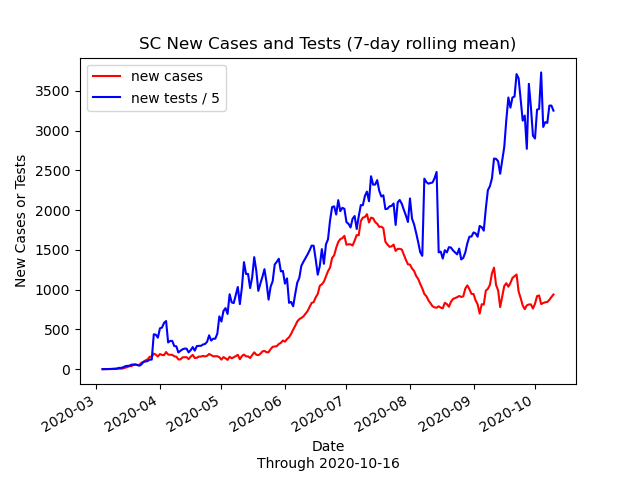 SC New Cases and Tests (7-day rolling mean)
new cases
new tests / 5
New Cases or Tests
3500
3000
2500
2000
1500
1000
500
0
2020-03
2020-04
2020-05
2020-06
2020-07
2020-08
2020-09
2020-10
Date
Through 2020-10-16